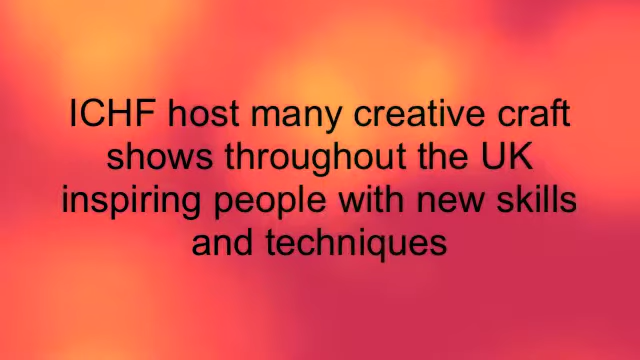 ICHF host many creative craft
shows throughout the UK
inspiring people with new skills
and techniques